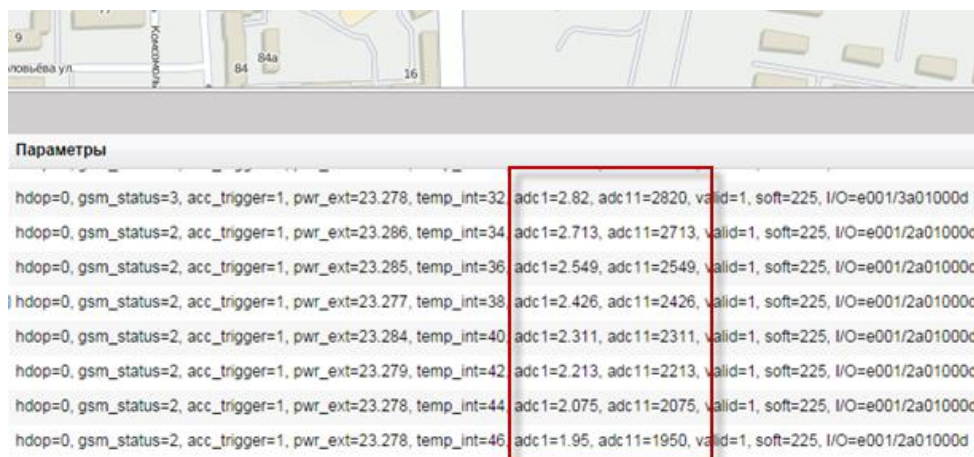 9
Комсомоль
ловьёва ул.
84
84а
16
Параметры
hdop=0, gsm_status=3, acc_trigger=1, pwr_ext=23.278, temp_int=32, adc1=2.82, adc11=2820, valid=1, soft=225, I/O=e001/3a01000d
hdop=0, gsm_status=2, acc_trigger=1, pwr_ext=23.286, temp_int=34, adc1=2.713, adc11=2713, valid=1, soft=225, I/O=e001/2a01000d
hdop=0, gsm_status=2, acc_trigger=1, pwr_ext=23.285, temp_int=36, adc1=2.549, adc11=2549, valid=1, soft=225, I/O=e001/2a01000d
hdop=0, gsm_status=2, acc_trigger=1, pwr_ext=23.277, temp_int=38, adc1=2.426, adc11=2426, valid=1, soft=225, I/O=e001/2a01000d
hdop=0, gsm_status=2, acc_trigger=1, pwr_ext=23.284, temp_int=40, adc1=2.311, adc11=2311, valid=1, soft=225, I/O=e001/2a01000d
hdop=0, gsm_status=2, acc_trigger=1, pwr_ext=23.279, temp_int=42, adc1=2.213, adc11=2213, valid=1, soft=225, I/O=e001/2a01000d
hdop=0, gsm_status=2, acc_trigger=1, pwr_ext=23.278, temp_int=44, adc1=2.075, adc11=2075, valid=1, soft=225, I/O=e001/2a01000d
hdop=0, gsm_status=2, acc_trigger=1, pwr_ext=23.278, temp_int=46, adc1=1.95, adc11=1950, valid=1, soft=225, I/O=e001/2a01000d